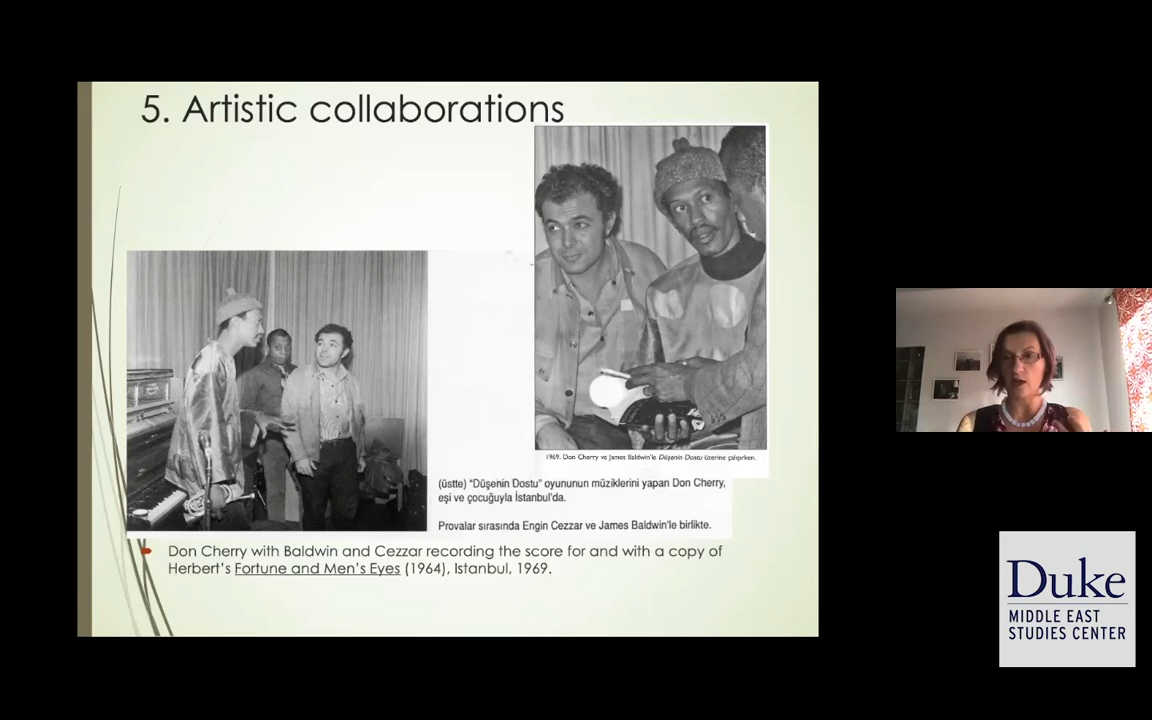 5. Artistic collaborations
1969. Don Cherry ve James Baldwin'le Düşenin Dostu üzerine çalışırken.
(üstte) "Düşenin Dostu" oyununun müziklerini yapan Don Cherry,
eşi ve çocuğuyla İstanbul'da.
Provalar sırasında Engin Cezzar ve James Baldwin'le birlikte.
Don Cherry with Baldwin and Cezzar recording the score for and with a copy of
Herbert's Fortune and Men's Eyes (1964), Istanbul, 1969.
Duke
MIDDLE EAST
STUDIES CENTER